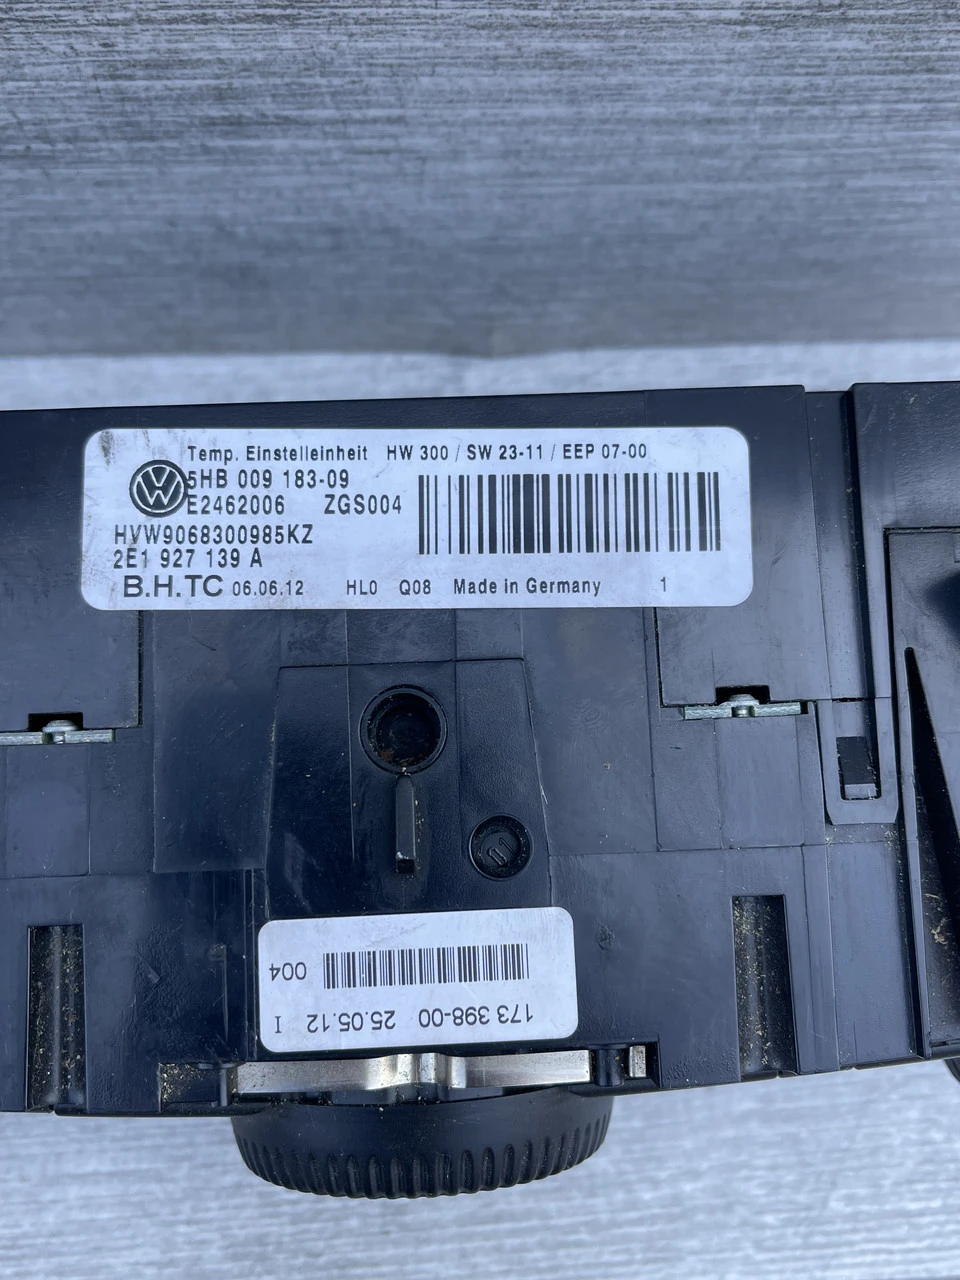 Temp. Einstelleinheit HW 300 / SW 23-11 / EEP 07-00
5HB 009 183-09
E2462006 ZGS004
HVW9068300985KZ
2E1 927 139 A
B.H.TC 06.06.12 HL0 Q08 Made in Germany 1
004
173 398-00 25.05.12 I